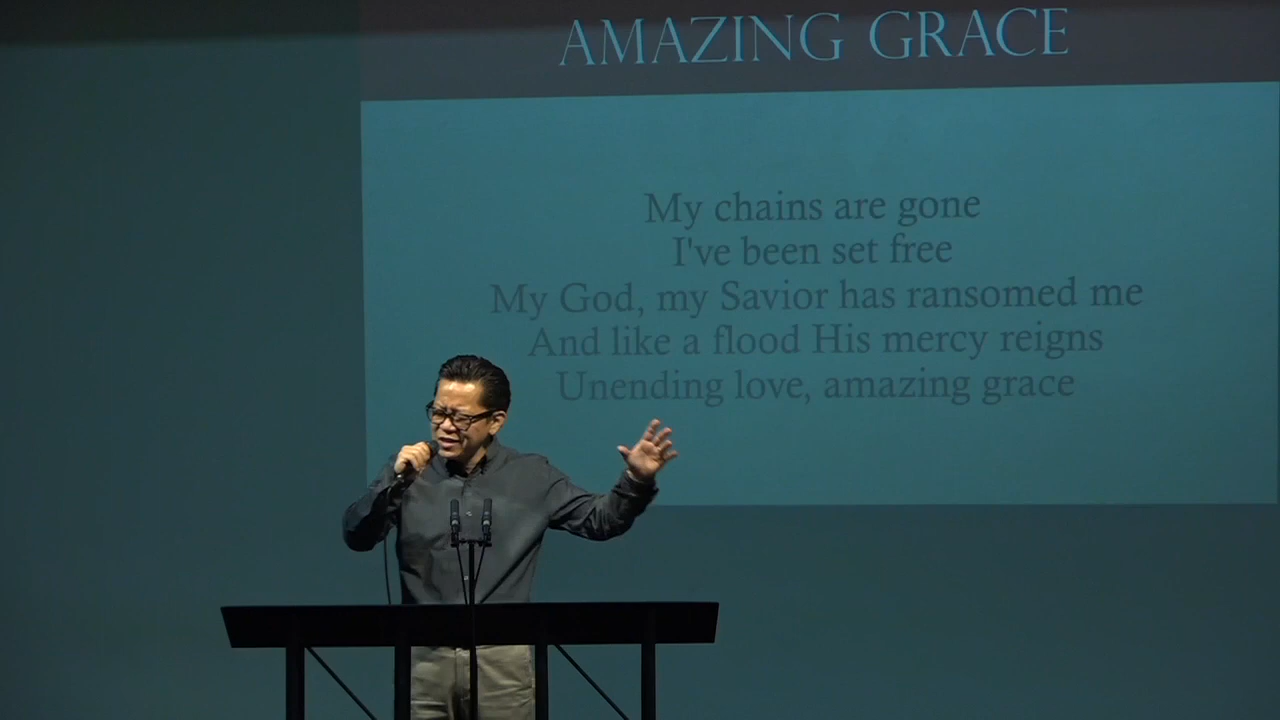 AMAZING GRACE
My chains are gone
I've been set free
My God, my Savior has ransomed me
And like a flood His mercy reigns
Unending love, amazing grace